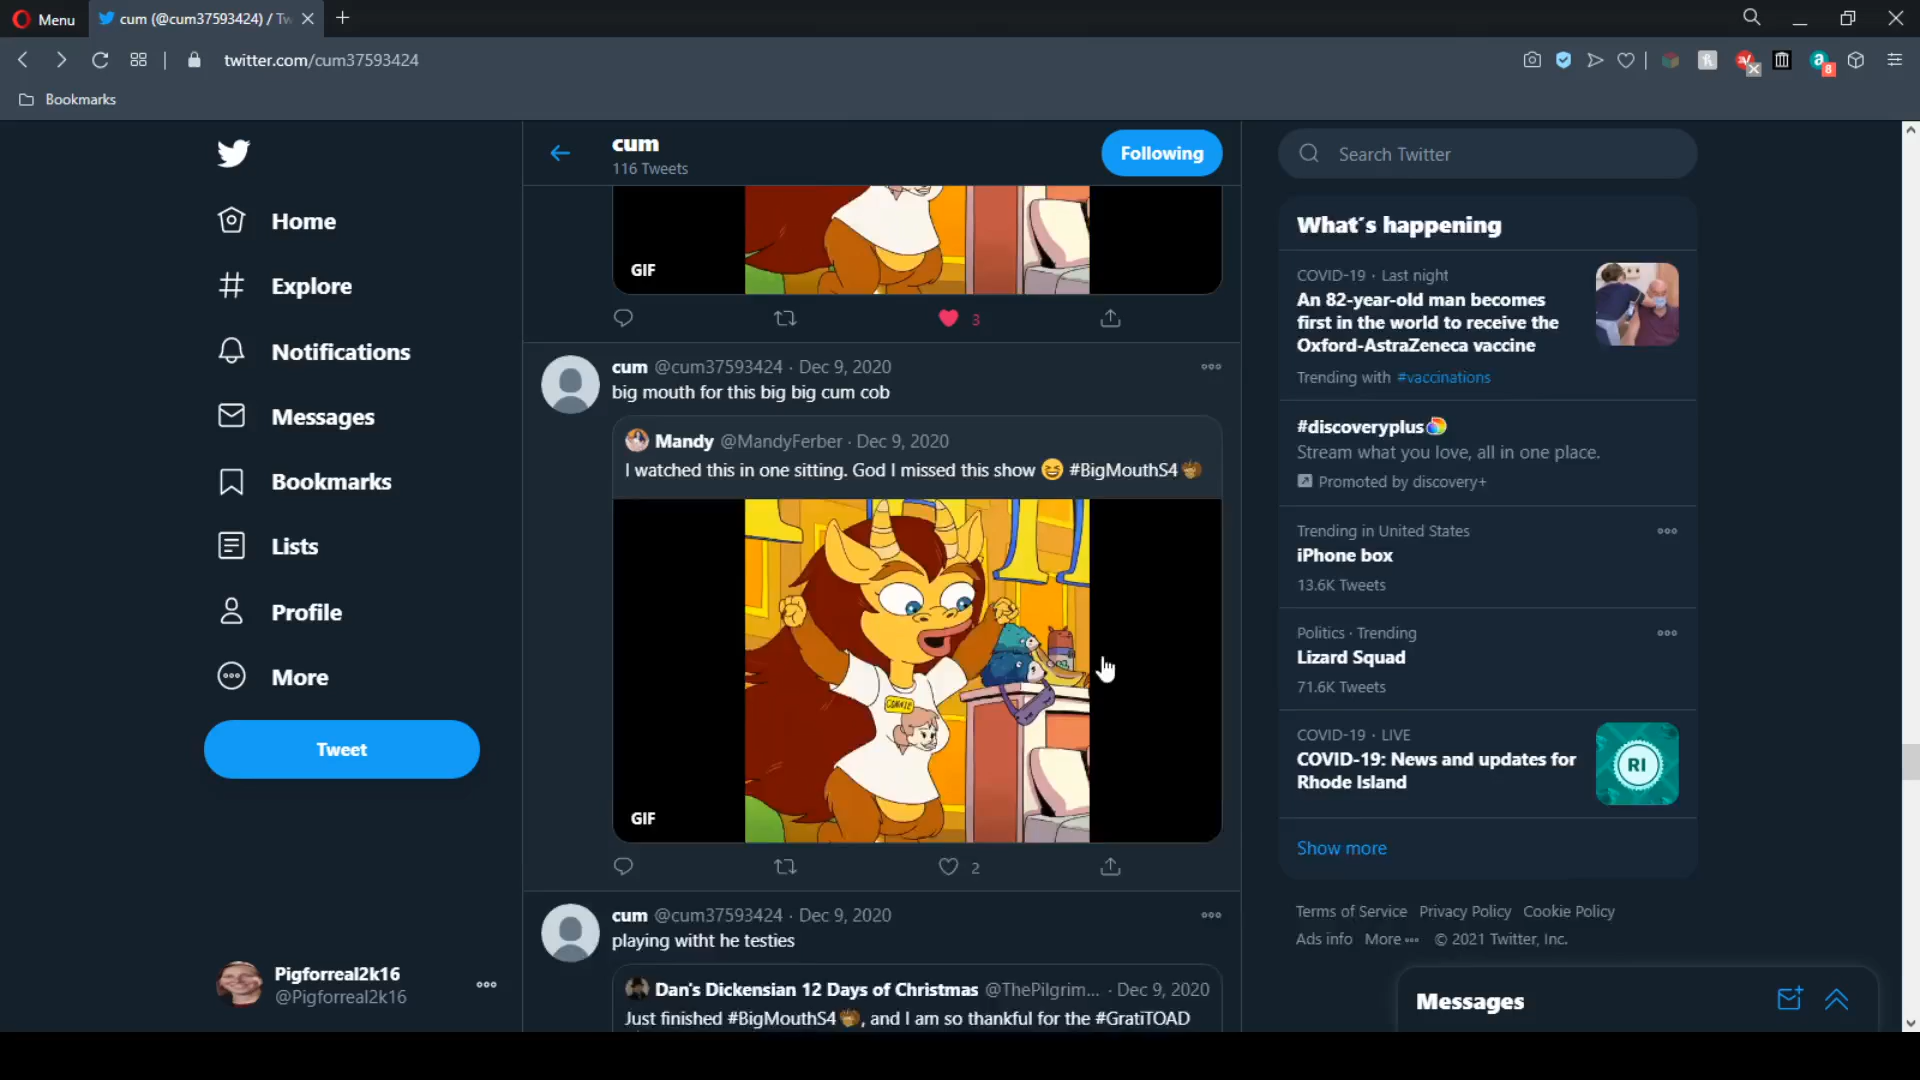 Menu
cum (@cum37593424) / Tw
twitter.com/cum37593424
8
Bookmarks
cum
116 Tweets
Following
Search Twitter
Home
Explore
Notifications
Messages
Bookmarks
Lists
Profile
More
Tweet
Pigforreal2k16
@Pigforreal2k16
GIF
3
cum @cum37593424 · Dec 9, 2020
big mouth for this big big cum cob
Mandy @MandyFerber · Dec 9, 2020
I watched this in one sitting. God I missed this show 😆 #BigMouthS4
CONNIE
GIF
2
cum @cum37593424 · Dec 9, 2020
playing witht he testies
Dan's Dickensian 12 Days of Christmas @ThePilgrim... · Dec 9, 2020
Just finished #BigMouthS4, and I am so thankful for the #GratiTOAD
What's happening
COVID-19 · Last night
An 82-year-old man becomes
first in the world to receive the
Oxford-AstraZeneca vaccine
Trending with #vaccinations
#discoveryplus
Stream what you love, all in one place.
Promoted by discovery+
Trending in United States
iPhone box
13.6K Tweets
Politics · Trending
Lizard Squad
71.6K Tweets
COVID-19 · LIVE
COVID-19: News and updates for
Rhode Island
RI
Show more
Terms of Service Privacy Policy Cookie Policy
Ads info More ··· © 2021 Twitter, Inc.
Messages